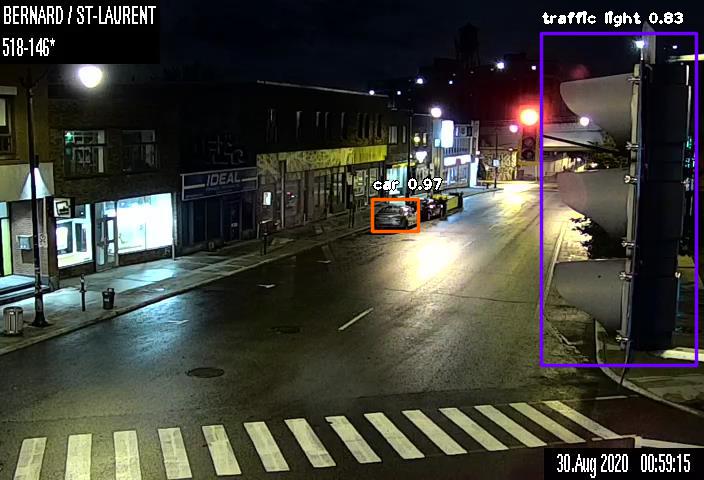 BERNARD / ST-LAURENT
518-146*
traffic light 0.83
car 0.97
IDEAL
30.Aug 2020 00:59:15